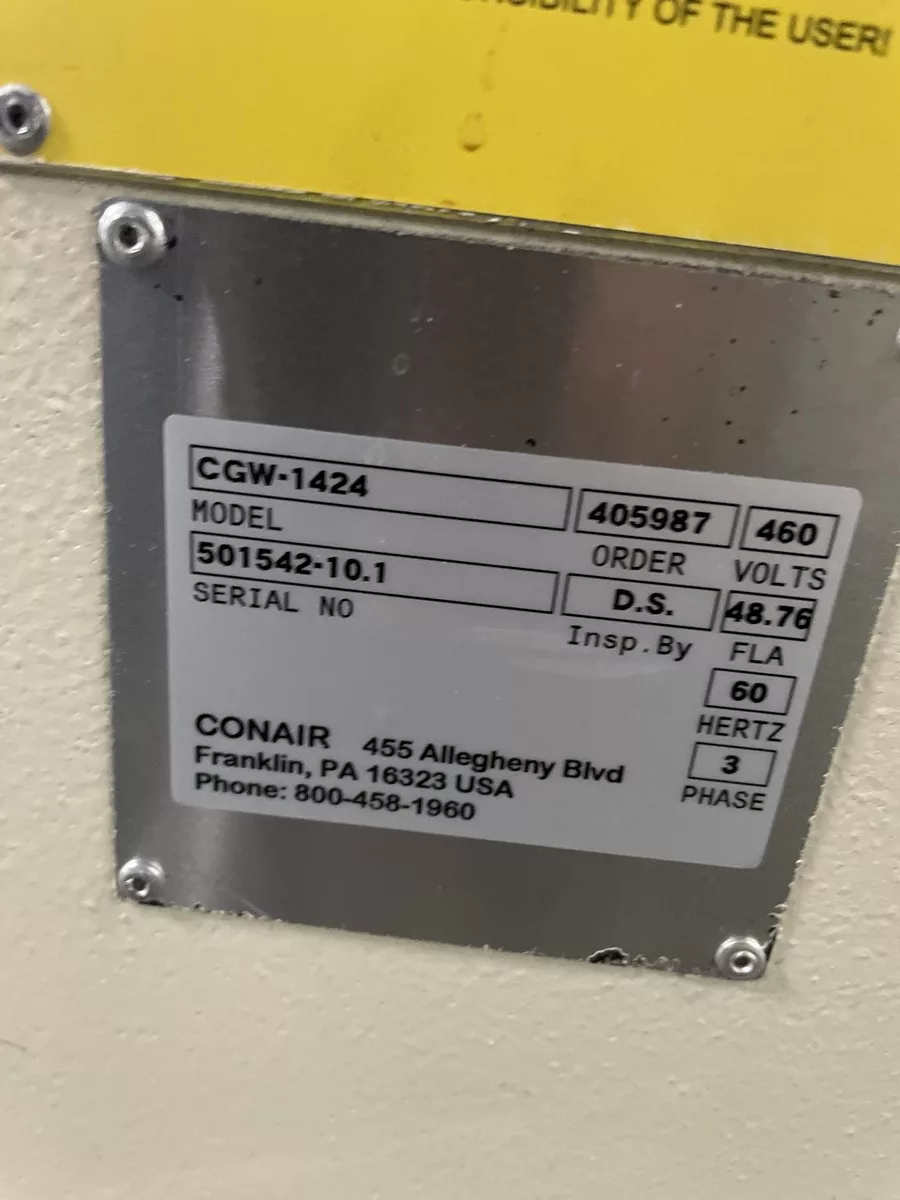 OF THE USER!
CGW-1424
MODEL
405987
ORDER
460
VOLTS
501542-10.1
SERIAL NO
D.S.
Insp.By
48.76
FLA
60
HERTZ
3
PHASE
CONAIR 455 Allegheny Blvd
Franklin, PA 16323 USA
Phone: 800-458-1960